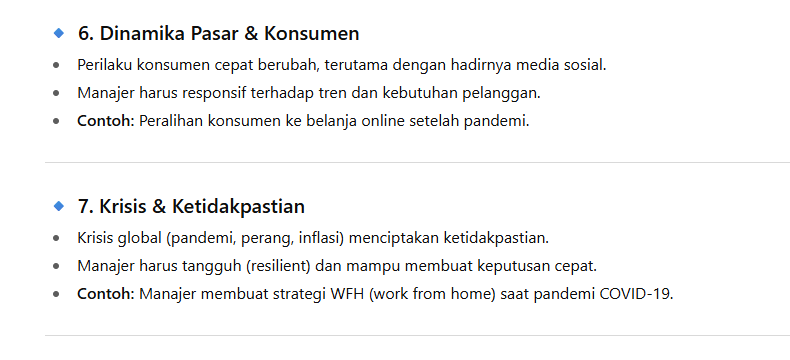 6. Dinamika Pasar & Konsumen
Perilaku konsumen cepat berubah, terutama dengan hadirnya media sosial.
Manajer harus responsif terhadap tren dan kebutuhan pelanggan.
Contoh: Peralihan konsumen ke belanja online setelah pandemi.
7. Krisis & Ketidakpastian
Krisis global (pandemi, perang, inflasi) menciptakan ketidakpastian.
Manajer harus tangguh (resilient) dan mampu membuat keputusan cepat.
Contoh: Manajer membuat strategi WFH (work from home) saat pandemi COVID-19.